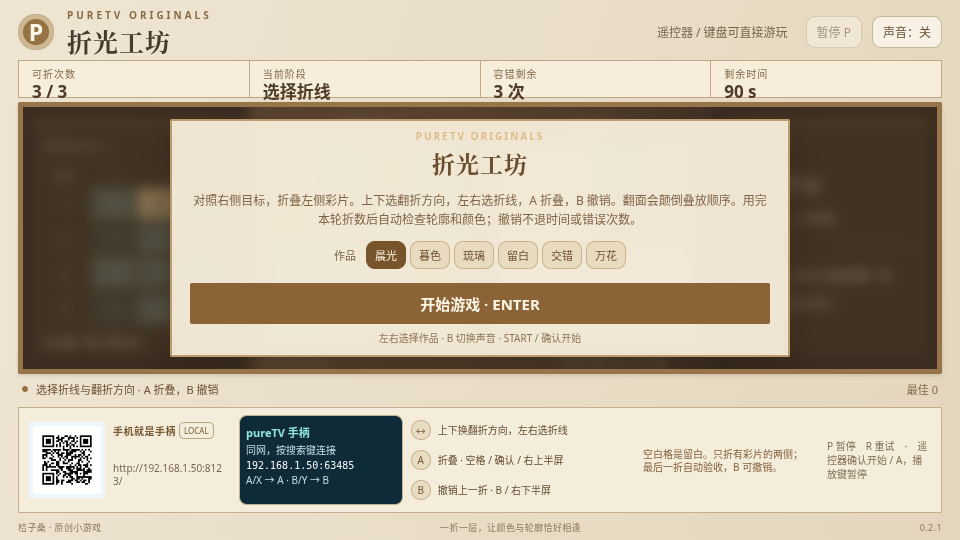 P
PURETV ORIGINALS
折光工坊
遥控器 / 键盘可直接游玩
暂停 P
声音：关
可折次数
3 / 3
当前阶段
选择折线
容错剩余
3 次
剩余时间
90 s
PURETV ORIGINALS
折光工坊
对照右侧目标，折叠左侧彩片。上下选翻折方向，左右选折线，A 折叠，B 撤销。翻面会颠倒叠放顺序。用完
本轮折数后自动检查轮廓和颜色；撤销不退时间或错误次数。
作品
晨光
暮色
琉璃
留白
交错
万花
开始游戏 · ENTER
左右选择作品 · B 切换声音 · START / 确认开始
选择折线与翻折方向 · A 折叠，B 撤销
最佳 0
手机就是手柄
LOCAL
http://192.168.1.50:812
3/
pureTV 手柄
同网，按搜索键连接
192.168.1.50:63485
A/X → A · B/Y → B
↔
上下换翻折方向，左右选折线
A
折叠 · 空格 / 确认 / 右上半屏
B
撤销上一折 · B / 右下半屏
空白格是留白。只折有彩片的两侧；
最后一折自动验收，B 可撤销。
P 暂停 R 重试 · 遥
控器确认开始 / A，播
放键暂停
桔子桑 · 原创小游戏
一折一层，让颜色与轮廓恰好相逢
0.2.1